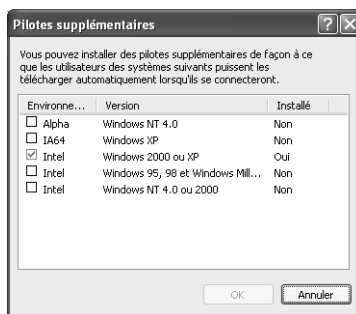 Pilotes supplémentaires
Vous pouvez installer des pilotes supplémentaires de façon à ce
que les utilisateurs des systèmes suivants puissent les
télécharger automatiquement lorsqu'ils se connecteront.
Environne... Version Installé
Alpha Windows NT 4.0 Non
IA64 Windows XP Non
Intel Windows 2000 ou XP Oui
Intel Windows 95, 98 et Windows Mill... Non
Intel Windows NT 4.0 ou 2000 Non
OK Annuler